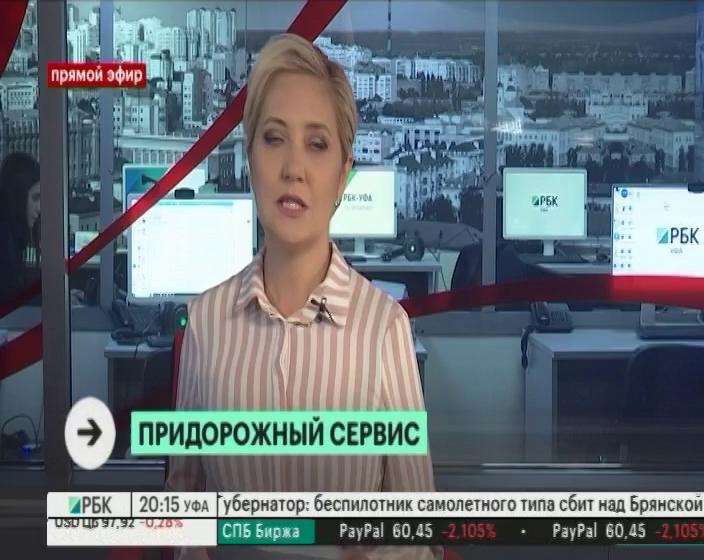 ПРЯМОЙ ЭФИР
РБК-УФА
РБК
РБК
УФА
ПРИДОРОЖНЫЙ СЕРВИС
РБК 20:15 УФА Губернатор: беспилотник самолетного типа сбит над Брянской
USD ЦБ 97,92 -0,28% СПБ Биржа PayPal 60,45 -2,105% • PayPal 60,45 -2,105%